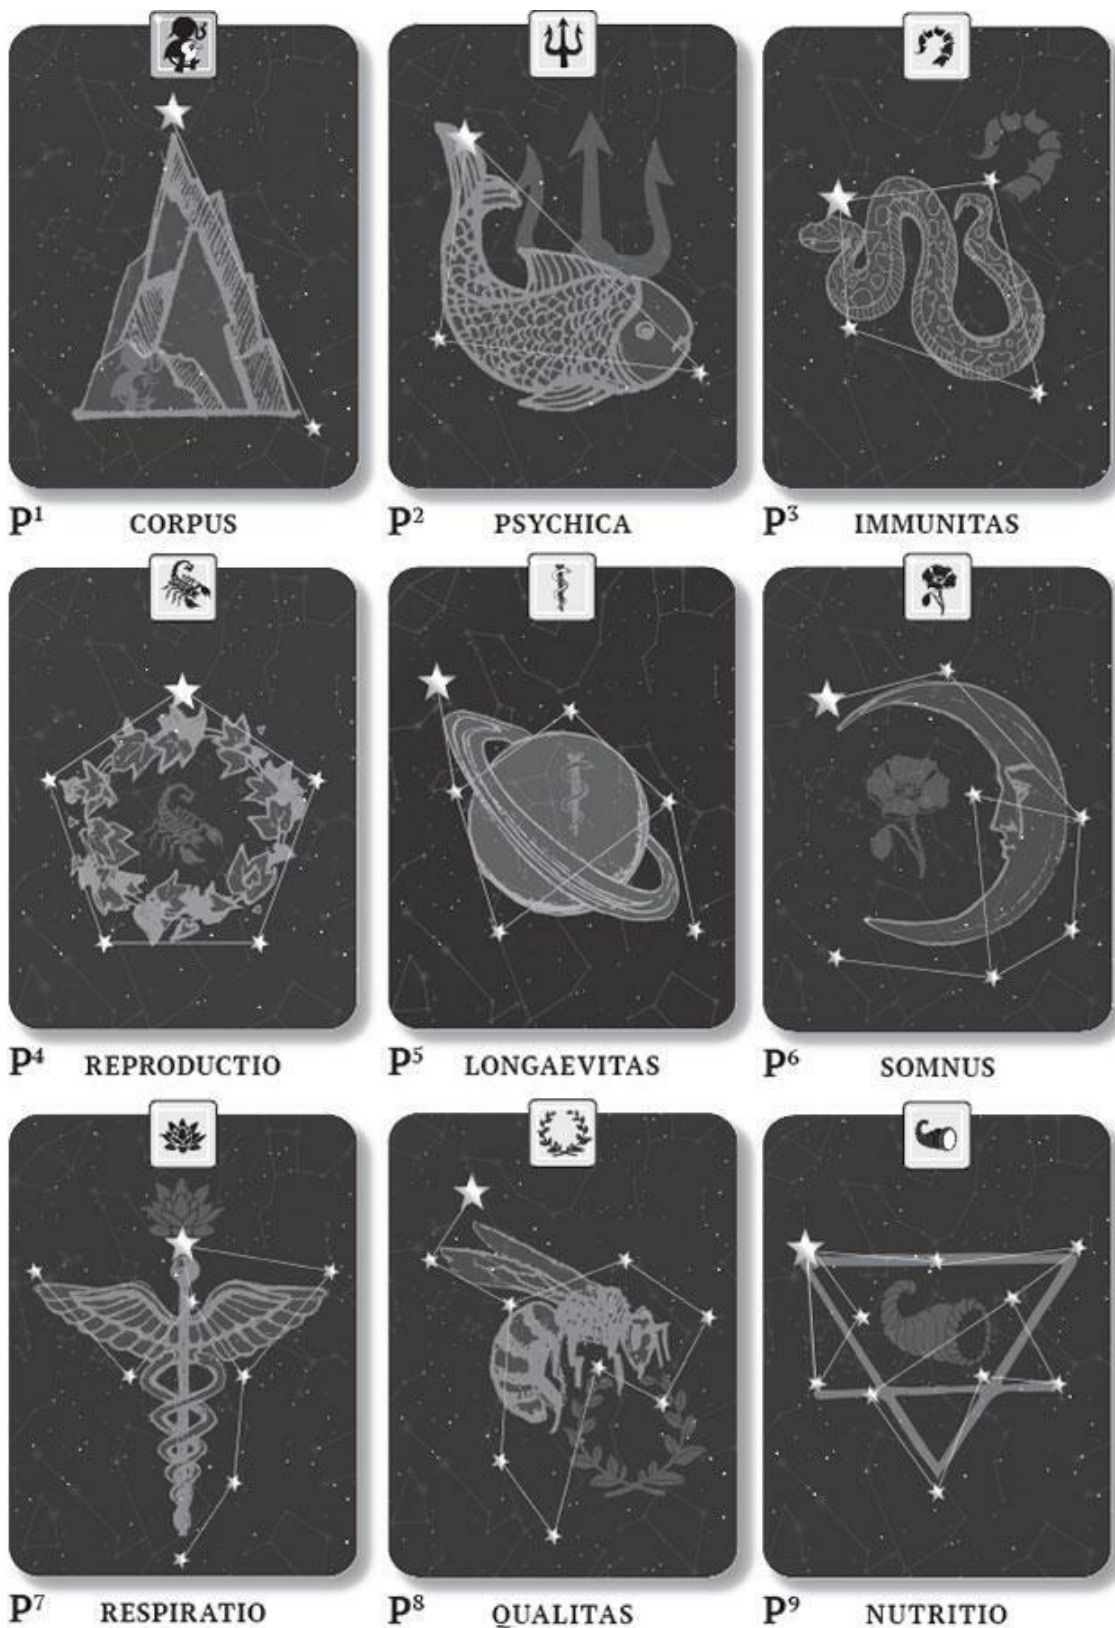 P¹ CORPUS
P² PSYCHICA
P³ IMMUNITAS
P⁴ REPRODUCTIO
P⁵ LONGAEVITAS
P⁶ SOMNUS
P⁷ RESPIRATIO
P⁸ QUALITAS
P⁹ NUTRITIO